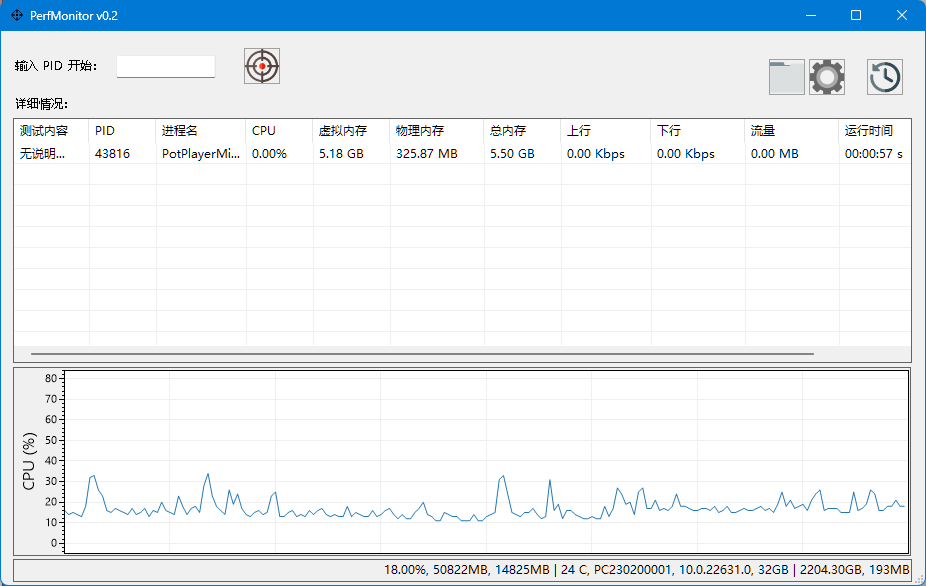 PerfMonitor v0.2
输入 PID 开始:
详细情况:
测试内容 PID 进程名 CPU 虚拟内存 物理内存 总内存 上行 下行 流量 运行时间
无说明... 43816 PotPlayerMi... 0.00% 5.18 GB 325.87 MB 5.50 GB 0.00 Kbps 0.00 Kbps 0.00 MB 00:00:57 s
80
70
60
50
40
30
20
10
0
CPU (%)
18.00%, 50822MB, 14825MB | 24 C, PC230200001, 10.0.22631.0, 32GB | 2204.30GB, 193MB